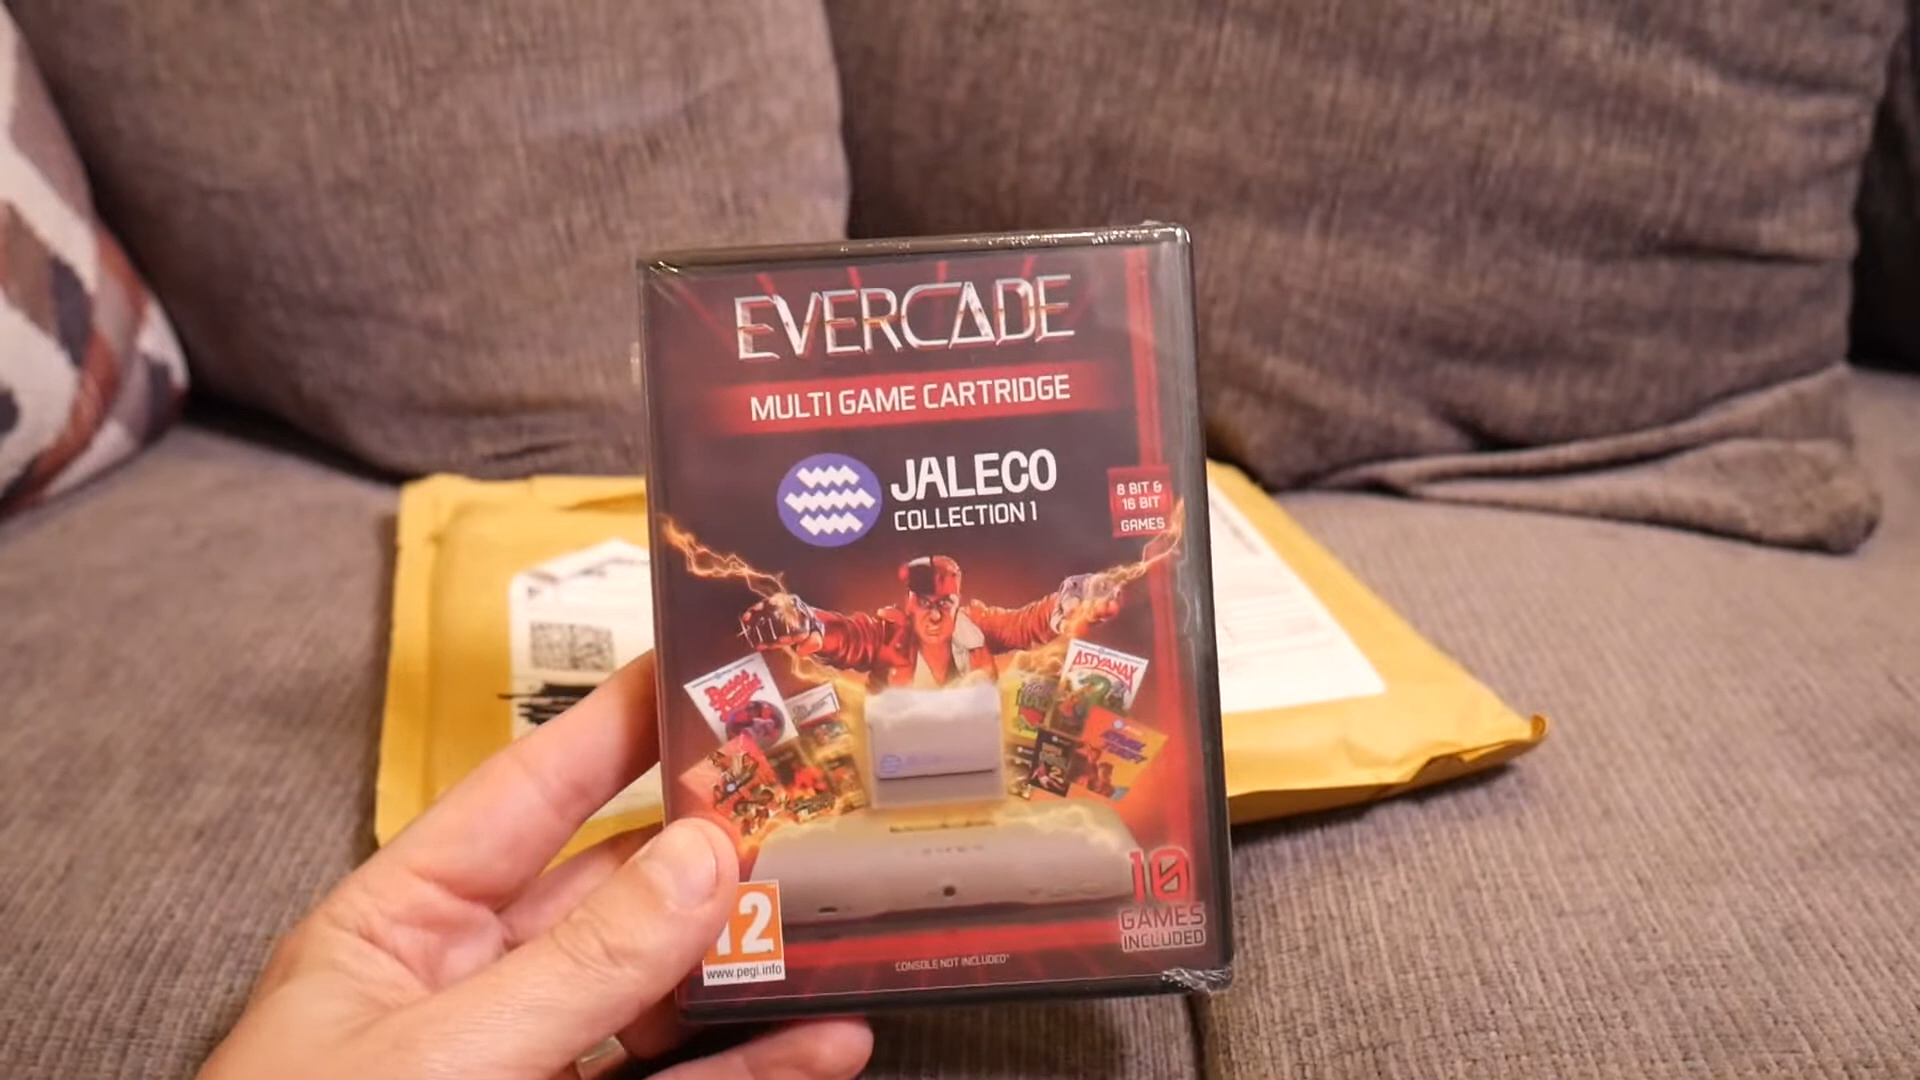 EVERCADE
MULTI GAME CARTRIDGE
JALECO
COLLECTION 1
8 BIT &
16 BIT
GAMES
ASTYANAX
2
10
GAMES
INCLUDED
12
www.pegi.info
CONSOLE NOT INCLUDED*